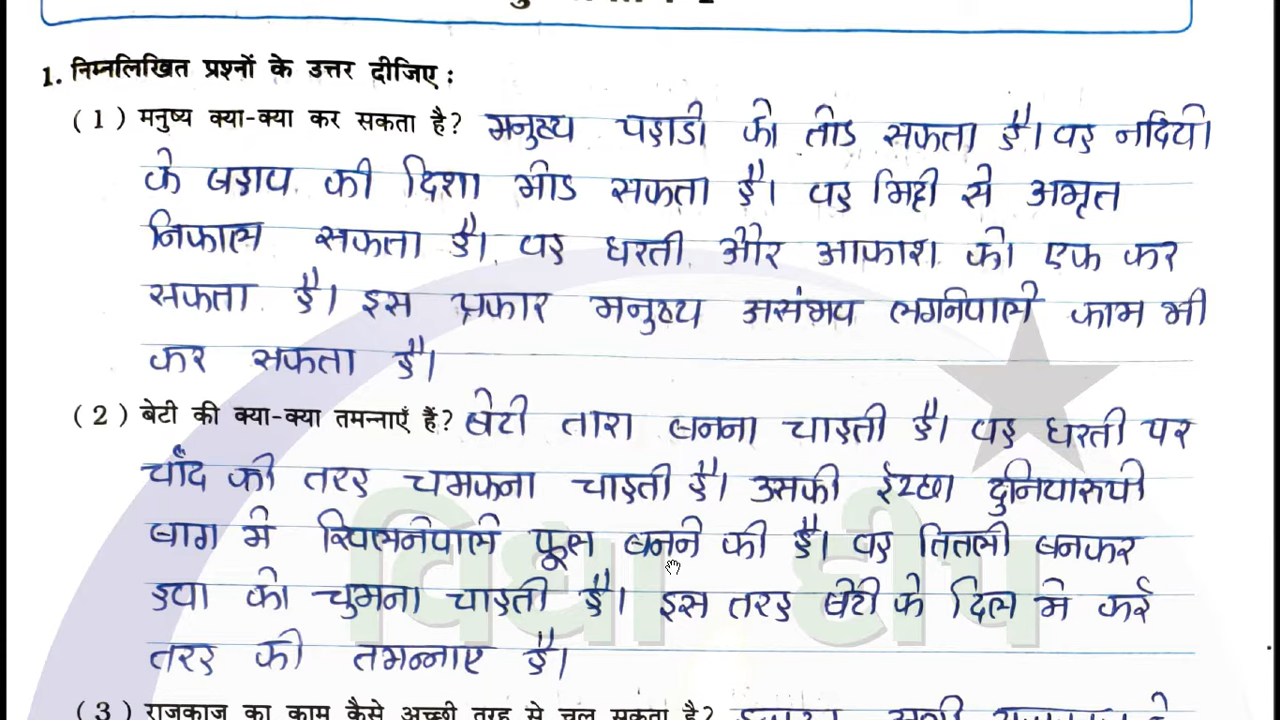 1. निम्नलिखित प्रश्नों के उत्तर दीजिए :
( 1 ) मनुष्य क्या-क्या कर सकता है? मनुष्य पहाडो को तोड सकता है। वह नदियो
के बहाव की दिशा मोड सकता है। वह मिट्टी से अमृत
निकाल सकता है। वह धरती और आकाश को एक कर
सकता है। इस प्रकार मनुष्य असंभव लगनेवाले काम भी
कर सकता है।
( 2 ) बेटी की क्या-क्या तमन्नाएँ हैं? बेटी तारा बनना चाहती है। वह धरती पर
चाँद की तरह चमकना चाहती है। उसकी ईच्छा दुनियारुपी
बाग मे खिलनेवाले फूल बनने की है। वह तितली बनकर
हवा को चुमना चाहती है। इस तरह बेटी के दिल मे कई
तरह की तमन्नाए है।
( 3 ) राजकाज का काम कैसे अच्छी तरह से चल सकता है?
विद्या दीप